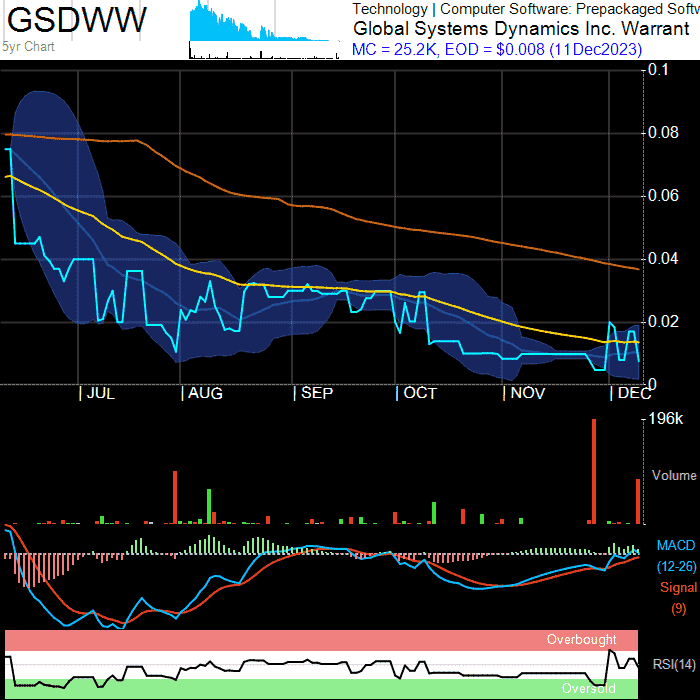 GSDWW
5yr Chart
Technology | Computer Software: Prepackaged Softw
Global Systems Dynamics Inc. Warrant
MC = 25.2K, EOD = $0.008 (11Dec2023)
0.1
0.08
0.06
0.04
0.02
0
JUL AUG SEP OCT NOV DEC
196k
Volume
MACD
(12-26)
Signal
(9)
Overbought
RSI(14)
Oversold